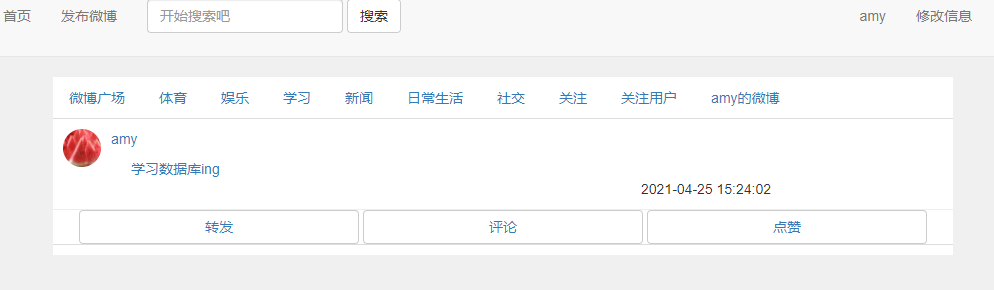 首页 发布微博 开始搜索吧 搜索 amy 修改信息
微博广场 体育 娱乐 学习 新闻 日常生活 社交 关注 关注用户 amy的微博
amy
学习数据库ing
2021-04-25 15:24:02
转发 评论 点赞